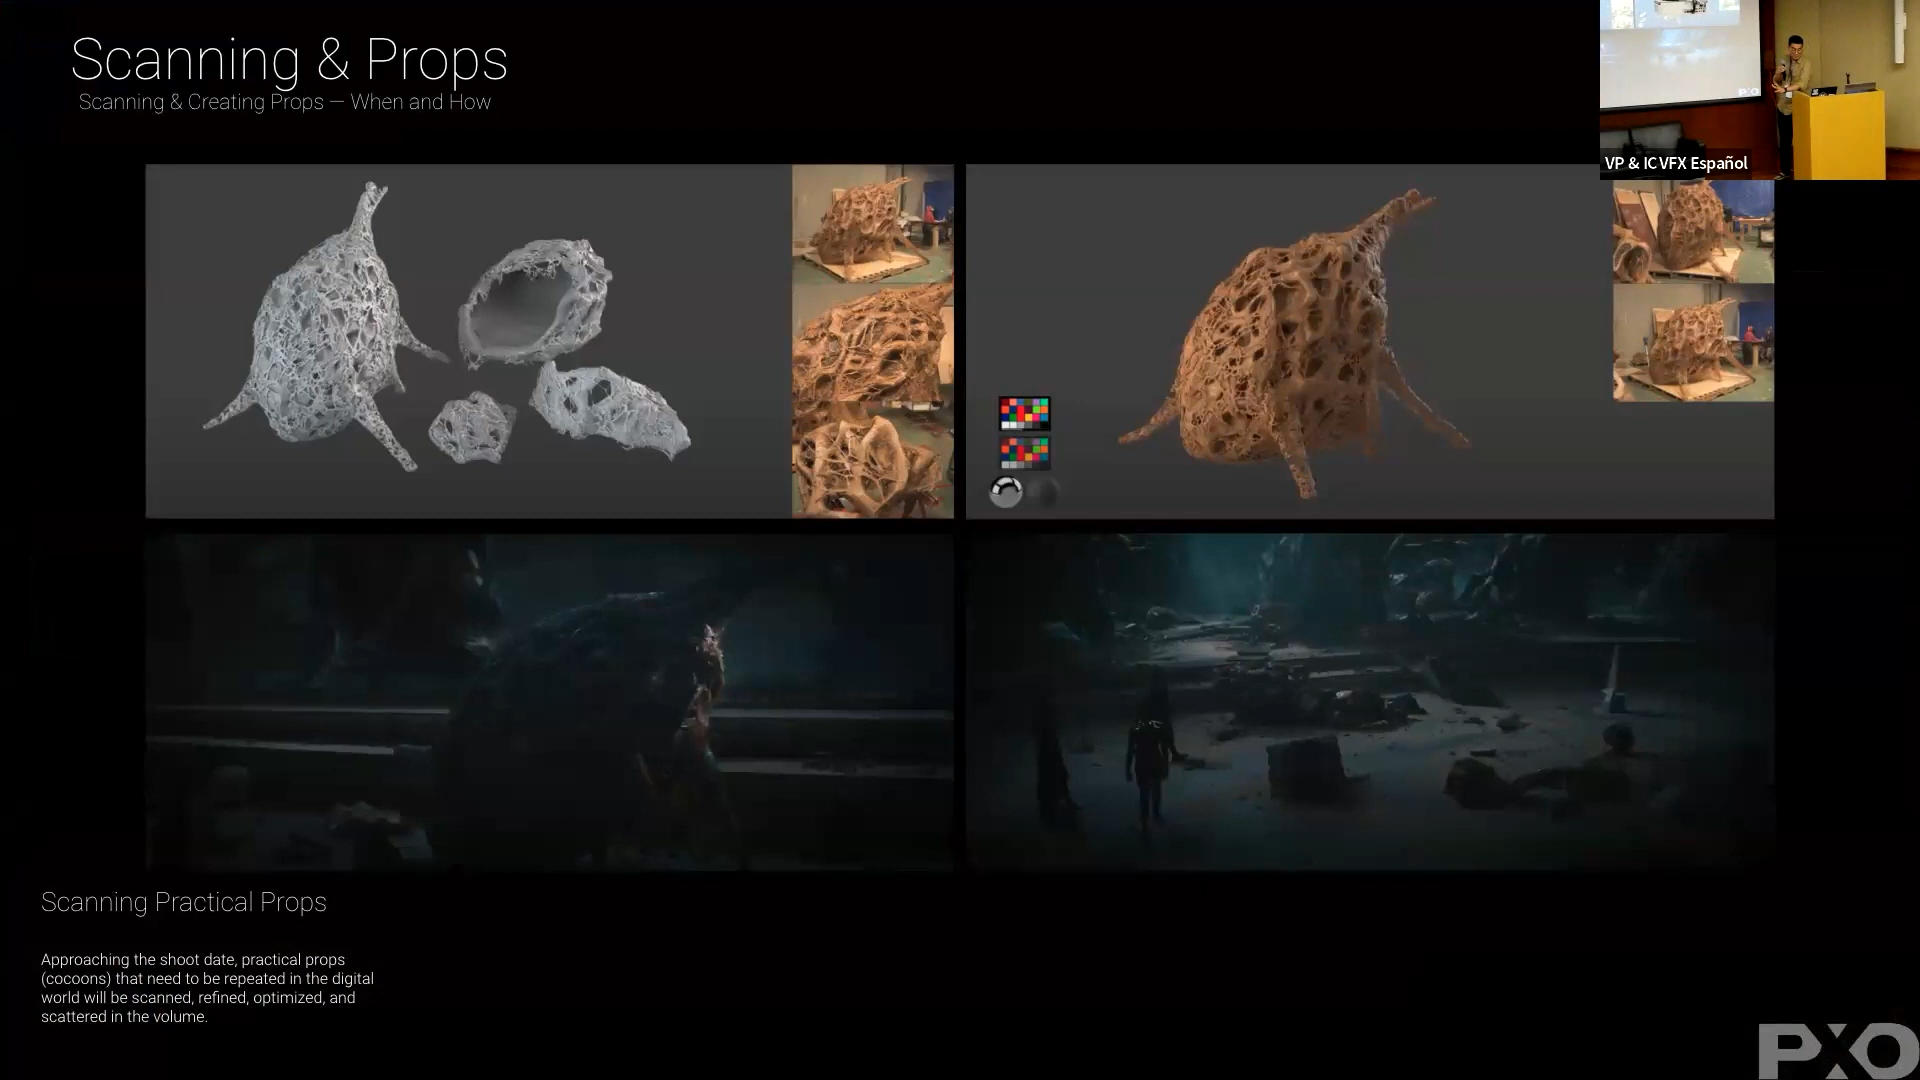 Scanning & Props
Scanning & Creating Props — When and How
VP & ICVFX Español
Scanning Practical Props
Approaching the shoot date, practical props
(cocoons) that need to be repeated in the digital
world will be scanned, refined, optimized, and
scattered in the volume.
PXO